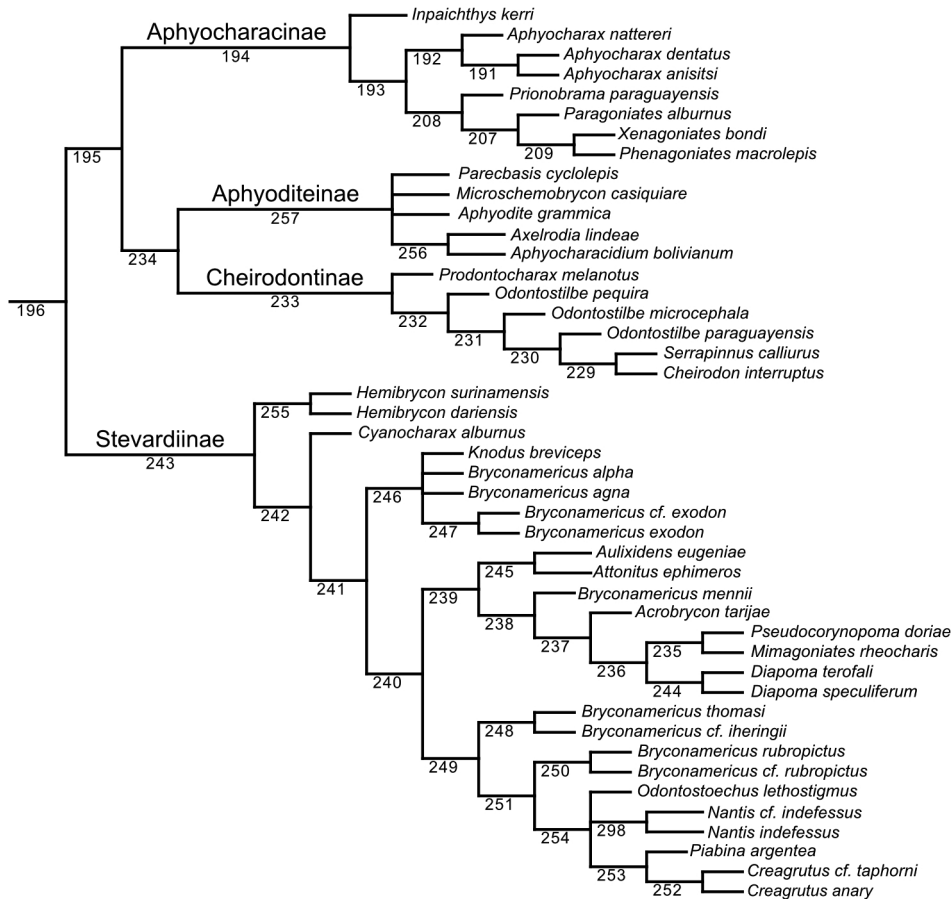 Inpaichthys kerri
Aphyocharacinae
Aphyocharax nattereri
194
192
Aphyocharax dentatus
191
Aphyocharax anisitsi
193
Prionobrama paraguayensis
208
Paragoniates alburnus
207
Xenagoniates bondi
195
209
Phenagoniates macrolepis
Parecbasis cyclolepis
Aphyoditeinae
Microschemobrycon casiquiare
257
Aphyodite grammica
Axelrodia lindeae
256
Aphyocharacidium bolivianum
234
Cheirodontinae
Prodontocharax melanotus
233
Odontostilbe pequira
196
232
Odontostilbe microcephala
231
Odontostilbe paraguayensis
230
Serrapinnus calliurus
229
Cheirodon interruptus
Hemibrycon surinamensis
255
Hemibrycon dariensis
Stevardiinae
Cyanocharax alburnus
243
Knodus breviceps
Bryconamericus alpha
246
Bryconamericus agna
242
Bryconamericus cf. exodon
247
Bryconamericus exodon
Aulixidens eugeniae
245
Attonitus ephimeros
241
239
Bryconamericus mennii
238
Acrobrycon tarijae
237
Pseudocorynopoma doriae
235
Mimagoniates rheocharis
236
Diapoma terofali
240
244
Diapoma speculiferum
Bryconamericus thomasi
248
Bryconamericus cf. iheringii
249
Bryconamericus rubropictus
250
Bryconamericus cf. rubropictus
251
Odontostoechus lethostigmus
Nantis cf. indefessus
254
298
Nantis indefessus
Piabina argentea
253
Creagrutus cf. taphorni
252
Creagrutus anary